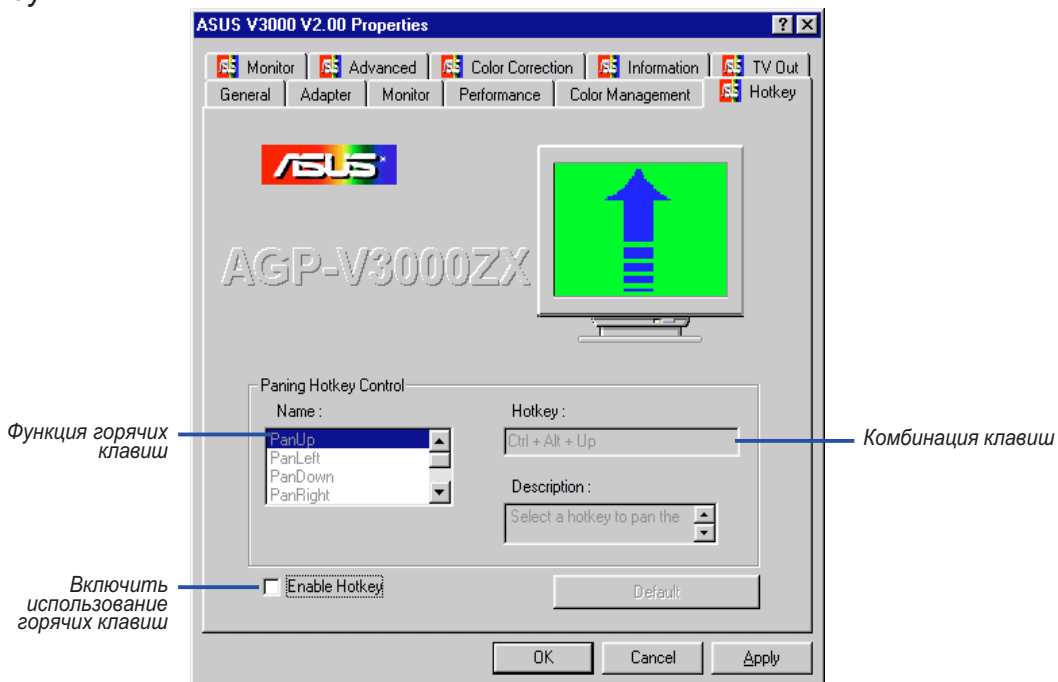 ASUS V3000 V2.00 Properties
Monitor Advanced Color Correction Information TV Out
General Adapter Monitor Performance Color Management Hotkey
ASUS
AGP-V3000ZX
Paning Hotkey Control
Name :
PanUp
PanLeft
PanDown
PanRight
Hotkey :
Ctrl + Alt + Up
Description :
Select a hotkey to pan the
Enable Hotkey
Default
OK Cancel Apply
Функция горячих
клавиш
Комбинация клавиш
Включить
использование
горячих клавиш